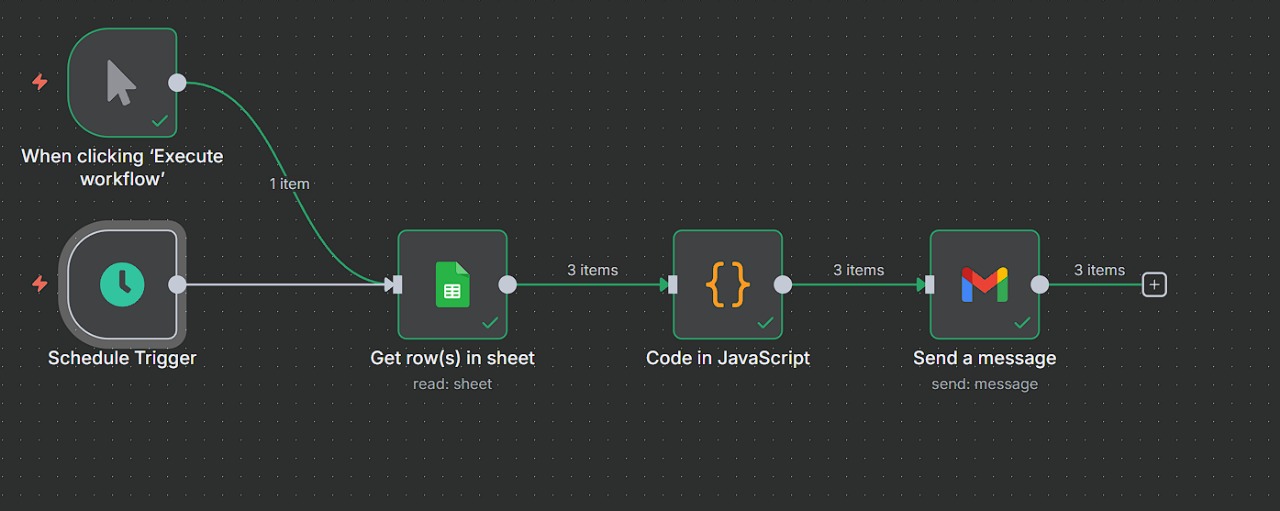 When clicking ‘Execute
workflow’
1 item
Schedule Trigger
3 items
3 items
3 items
Get row(s) in sheet
read: sheet
Code in JavaScript
Send a message
send: message